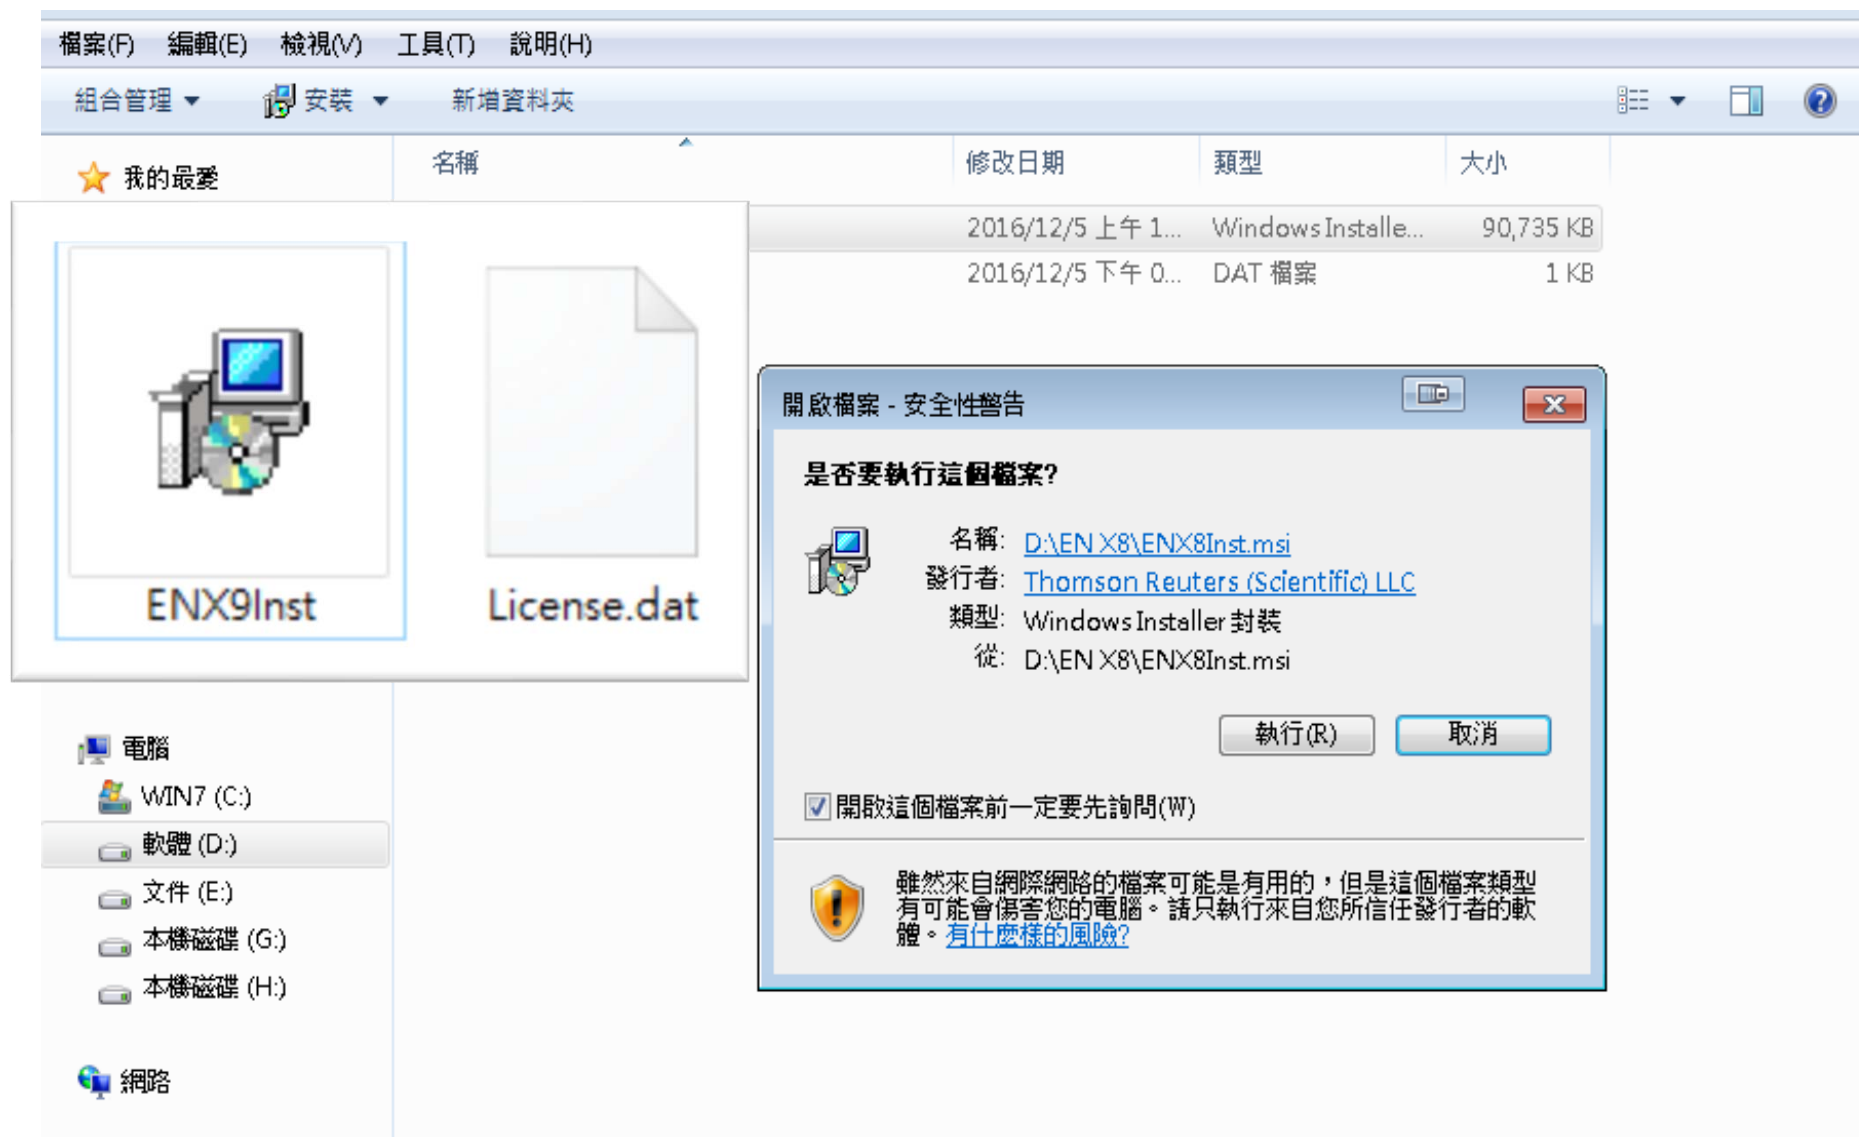 檔案(F) 編輯(E) 檢視(V) 工具(T) 說明(H)
組合管理 安裝 新增資料夾
我的最愛
名稱 修改日期 類型 大小
2016/12/5 上午 1... Windows Installe... 90,735 KB
2016/12/5 下午 0... DAT 檔案 1 KB
ENX9Inst License.dat
開啟檔案 - 安全性警告
是否要執行這個檔案?
名稱: D:\EN X8\ENX8Inst.msi
發行者: Thomson Reuters (Scientific) LLC
類型: Windows Installer 封裝
從: D:\EN X8\ENX8Inst.msi
執行(R) 取消
開啟這個檔案前一定要先詢問(W)
雖然來自網際網路的檔案可能是有用的，但是這個檔案類型
有可能會傷害您的電腦。請只執行來自您所信任發行者的軟
體。有什麼樣的風險?
電腦
WIN7 (C:)
軟體 (D:)
文件 (E:)
本機磁碟 (G:)
本機磁碟 (H:)
網路